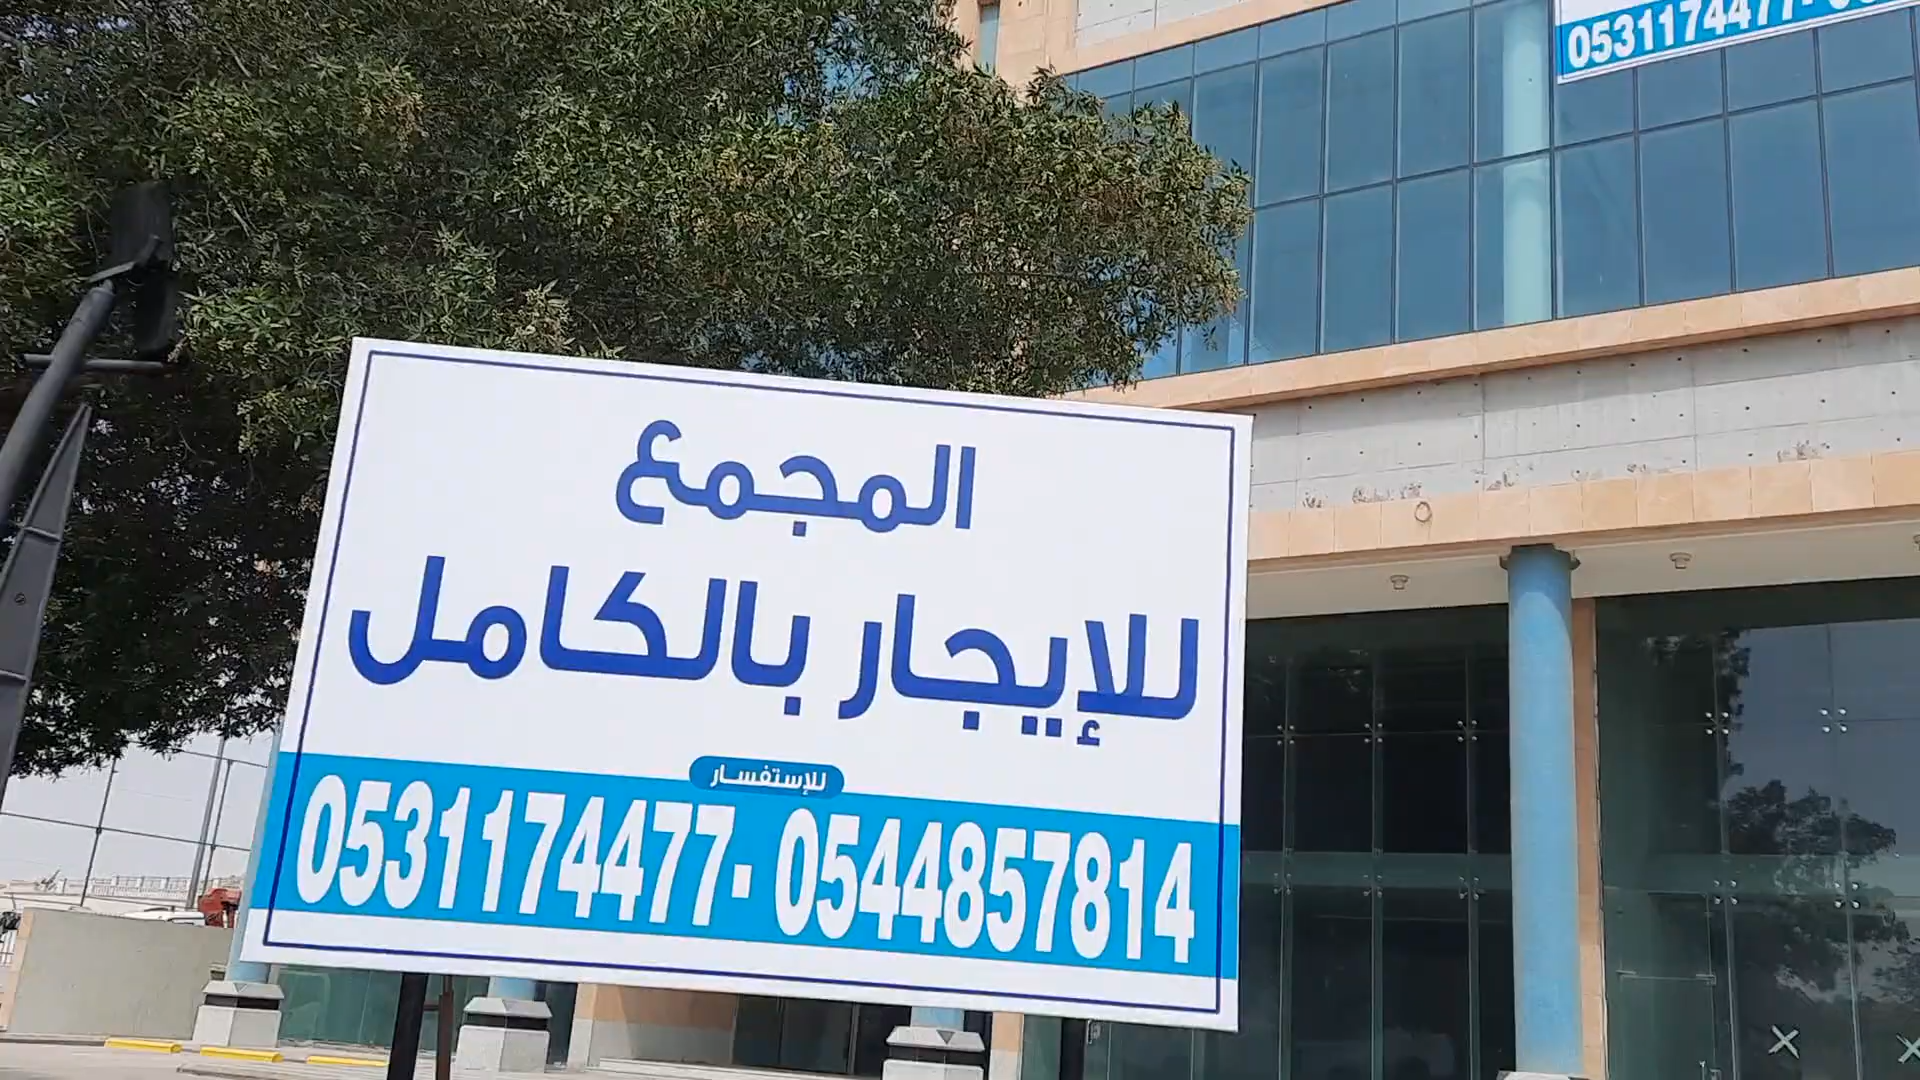 0531174477-
المجمع
للإيجار بالكامل
للإستفسار
0531174477- 0544857814